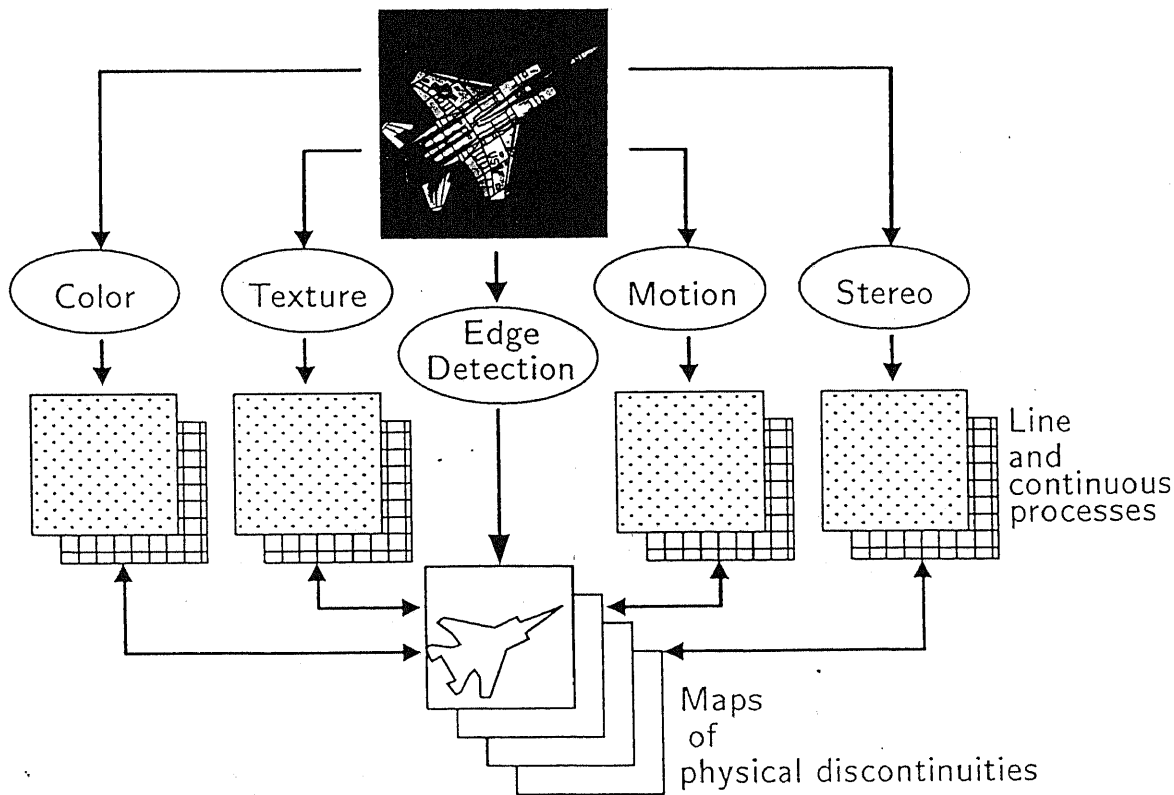 Color
Texture
Edge
Detection
Motion
Stereo
Line
and
continuous
processes
Maps
of
physical discontinuities